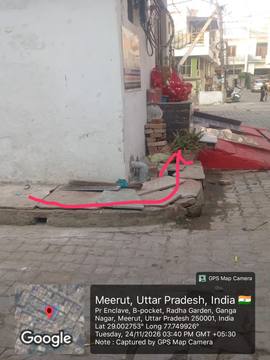 GPS Map Camera
Meerut, Uttar Pradesh, India 🇮🇳
Pr Enclave, B-pocket, Radha Garden, Ganga
Nagar, Meerut, Uttar Pradesh 250001, India
Lat 29.002753° Long 77.749926°
Tuesday, 24/11/2026 03:40 PM GMT +05:30
Note : Captured by GPS Map Camera
Google